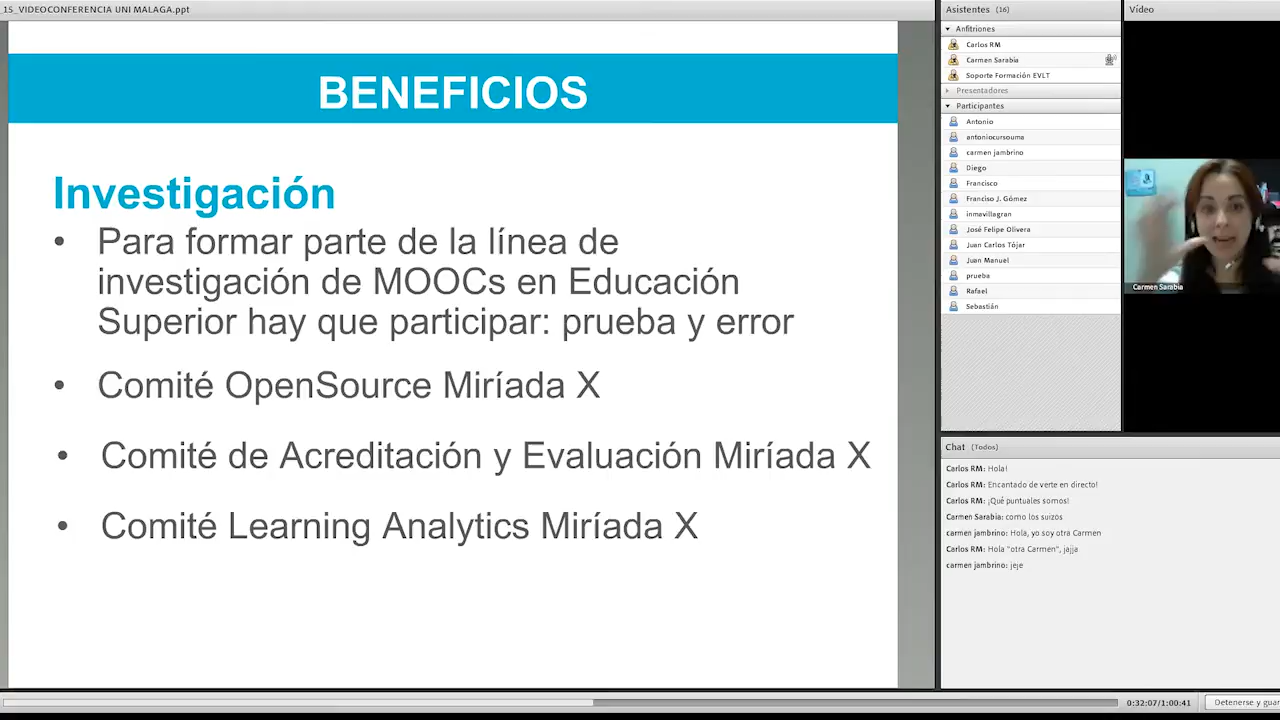 _15_VIDEOCONFERENCIA UNI MALAGA.ppt
BENEFICIOS
Investigación
• Para formar parte de la línea de
investigación de MOOCs en Educación
Superior hay que participar: prueba y error
• Comité OpenSource Miríada X
• Comité de Acreditación y Evaluación Miríada X
• Comité Learning Analytics Miríada X
Asistentes (16)
Anfitriones
Carlos RM
Carmen Sarabia
Soporte Formación EVLT
Presentadores
Participantes
Antonio
antoniocursouma
carmen jambrino
Diego
Francisco
Franciso J. Gómez
inmavillagran
José Felipe Olivera
Juan Carlos Tójar
Juan Manuel
prueba
Rafael
Sebastián
Vídeo
Carmen Sarabia
Chat (Todos)
Carlos RM: Hola!
Carlos RM: Encantado de verte en directo!
Carlos RM: ¡Qué puntuales somos!
Carmen Sarabia: como los suizos
carmen jambrino: Hola, yo soy otra Carmen
Carlos RM: Hola "otra Carmen", jajja
carmen jambrino: jeje
0:32:07/1:00:41
Detenerse y